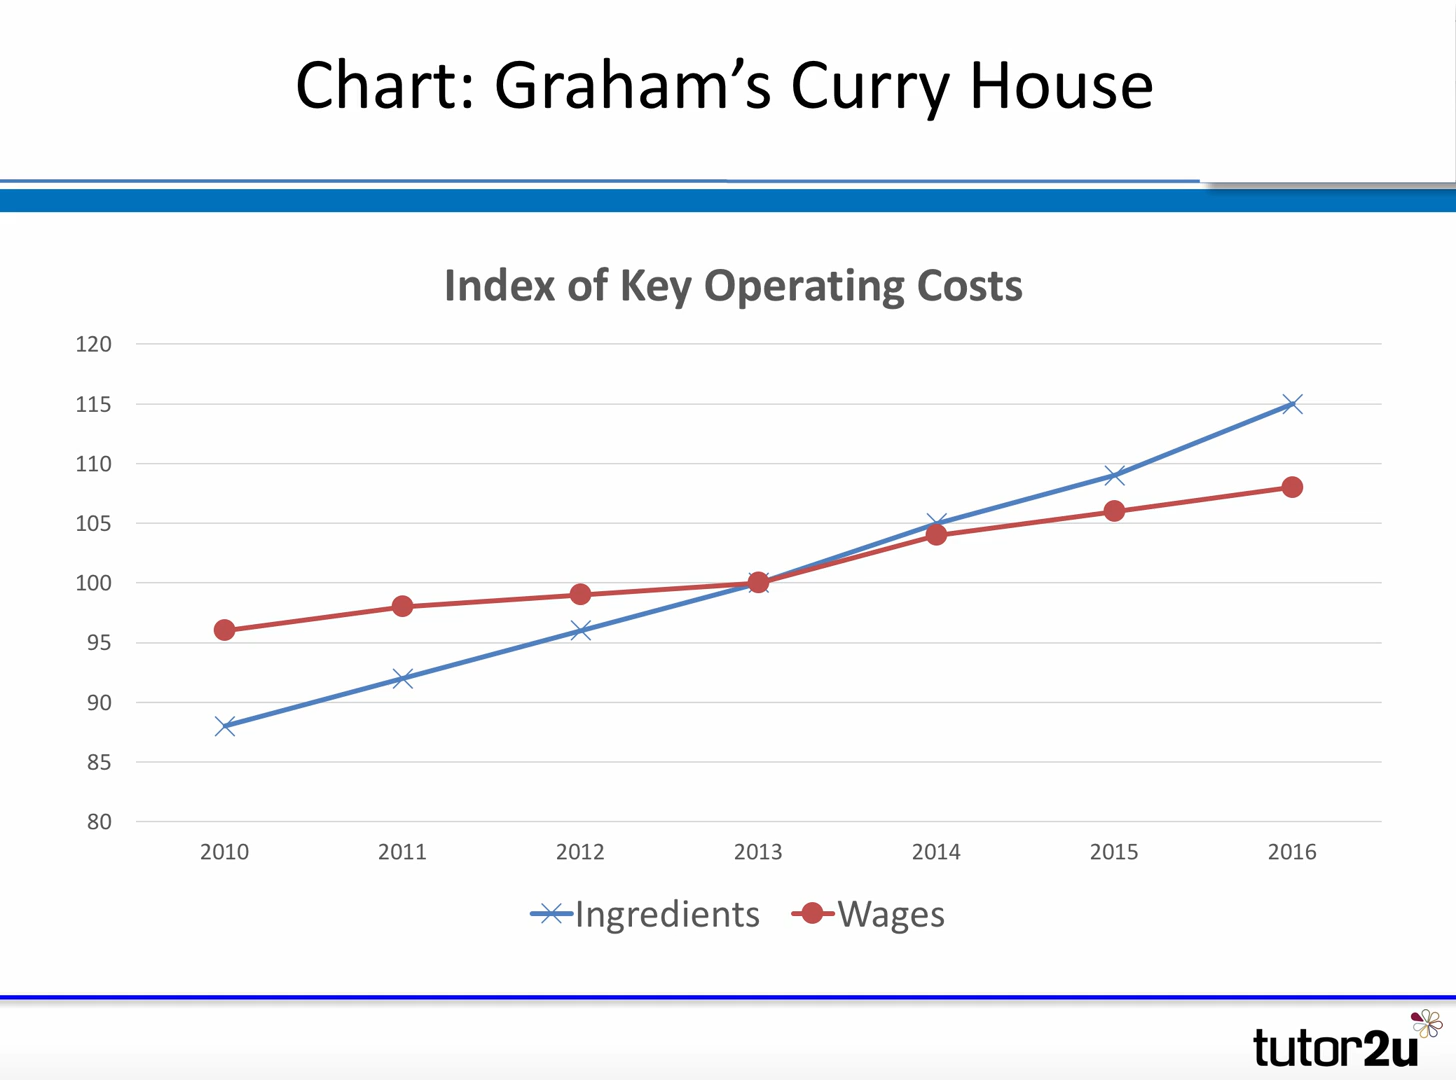 Chart: Graham’s Curry House
Index of Key Operating Costs
120
115
110
105
100
95
90
85
80
2010 2011 2012 2013 2014 2015 2016
Ingredients Wages
tutor2u